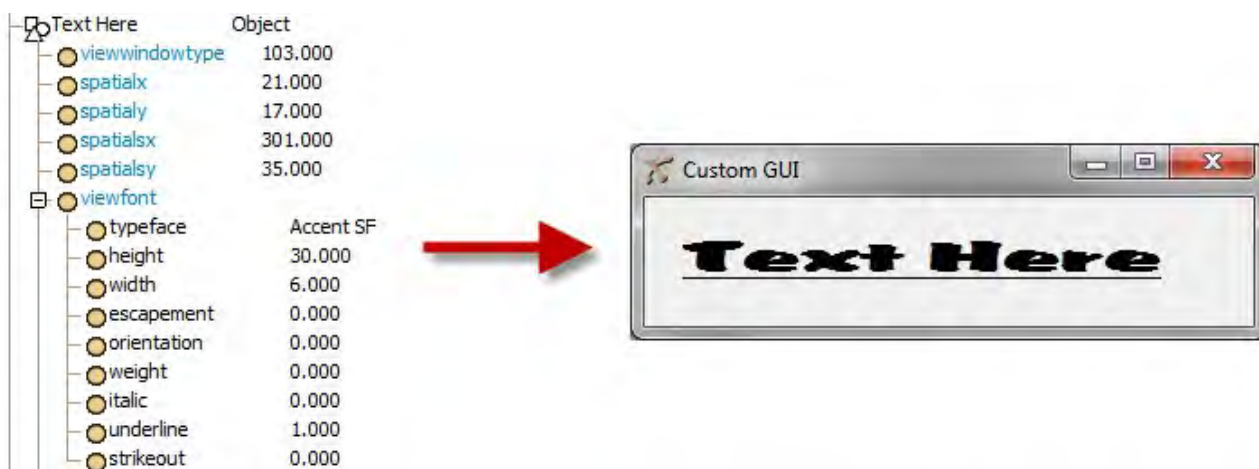 Text Here Object
viewwindowtype 103.000
spatialx 21.000
spatialy 17.000
spatialsx 301.000
spatialsy 35.000
viewfont
typeface Accent SF
height 30.000
width 6.000
escapement 0.000
orientation 0.000
weight 0.000
italic 0.000
underline 1.000
strikeout 0.000
Custom GUI
Text Here